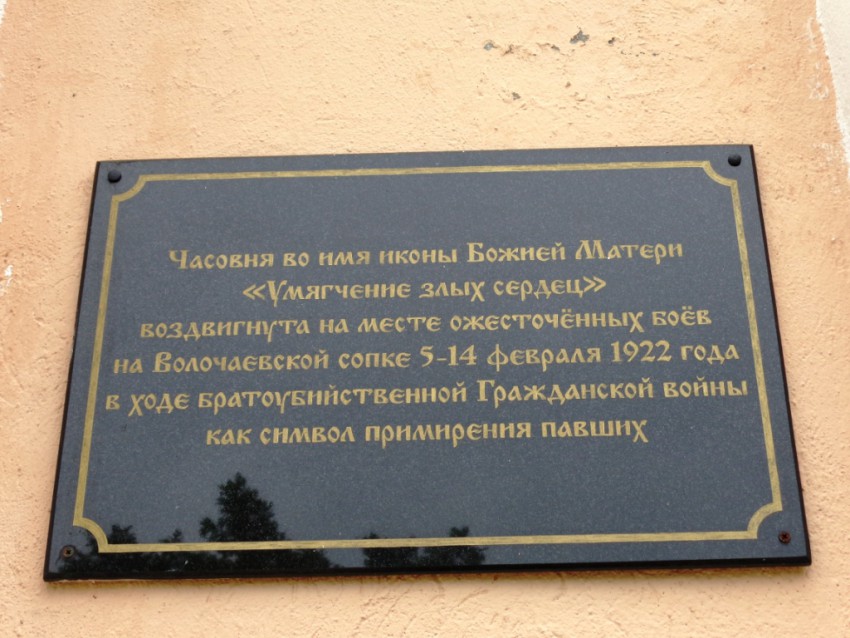 Часовня во имя иконы Божией Матери
«Умягчение злых сердец»
воздвигнута на месте ожесточённых боёв
на Волочаевской сопке 5-14 февраля 1922 года
в ходе братоубийственной Гражданской войны
как символ примирения павших